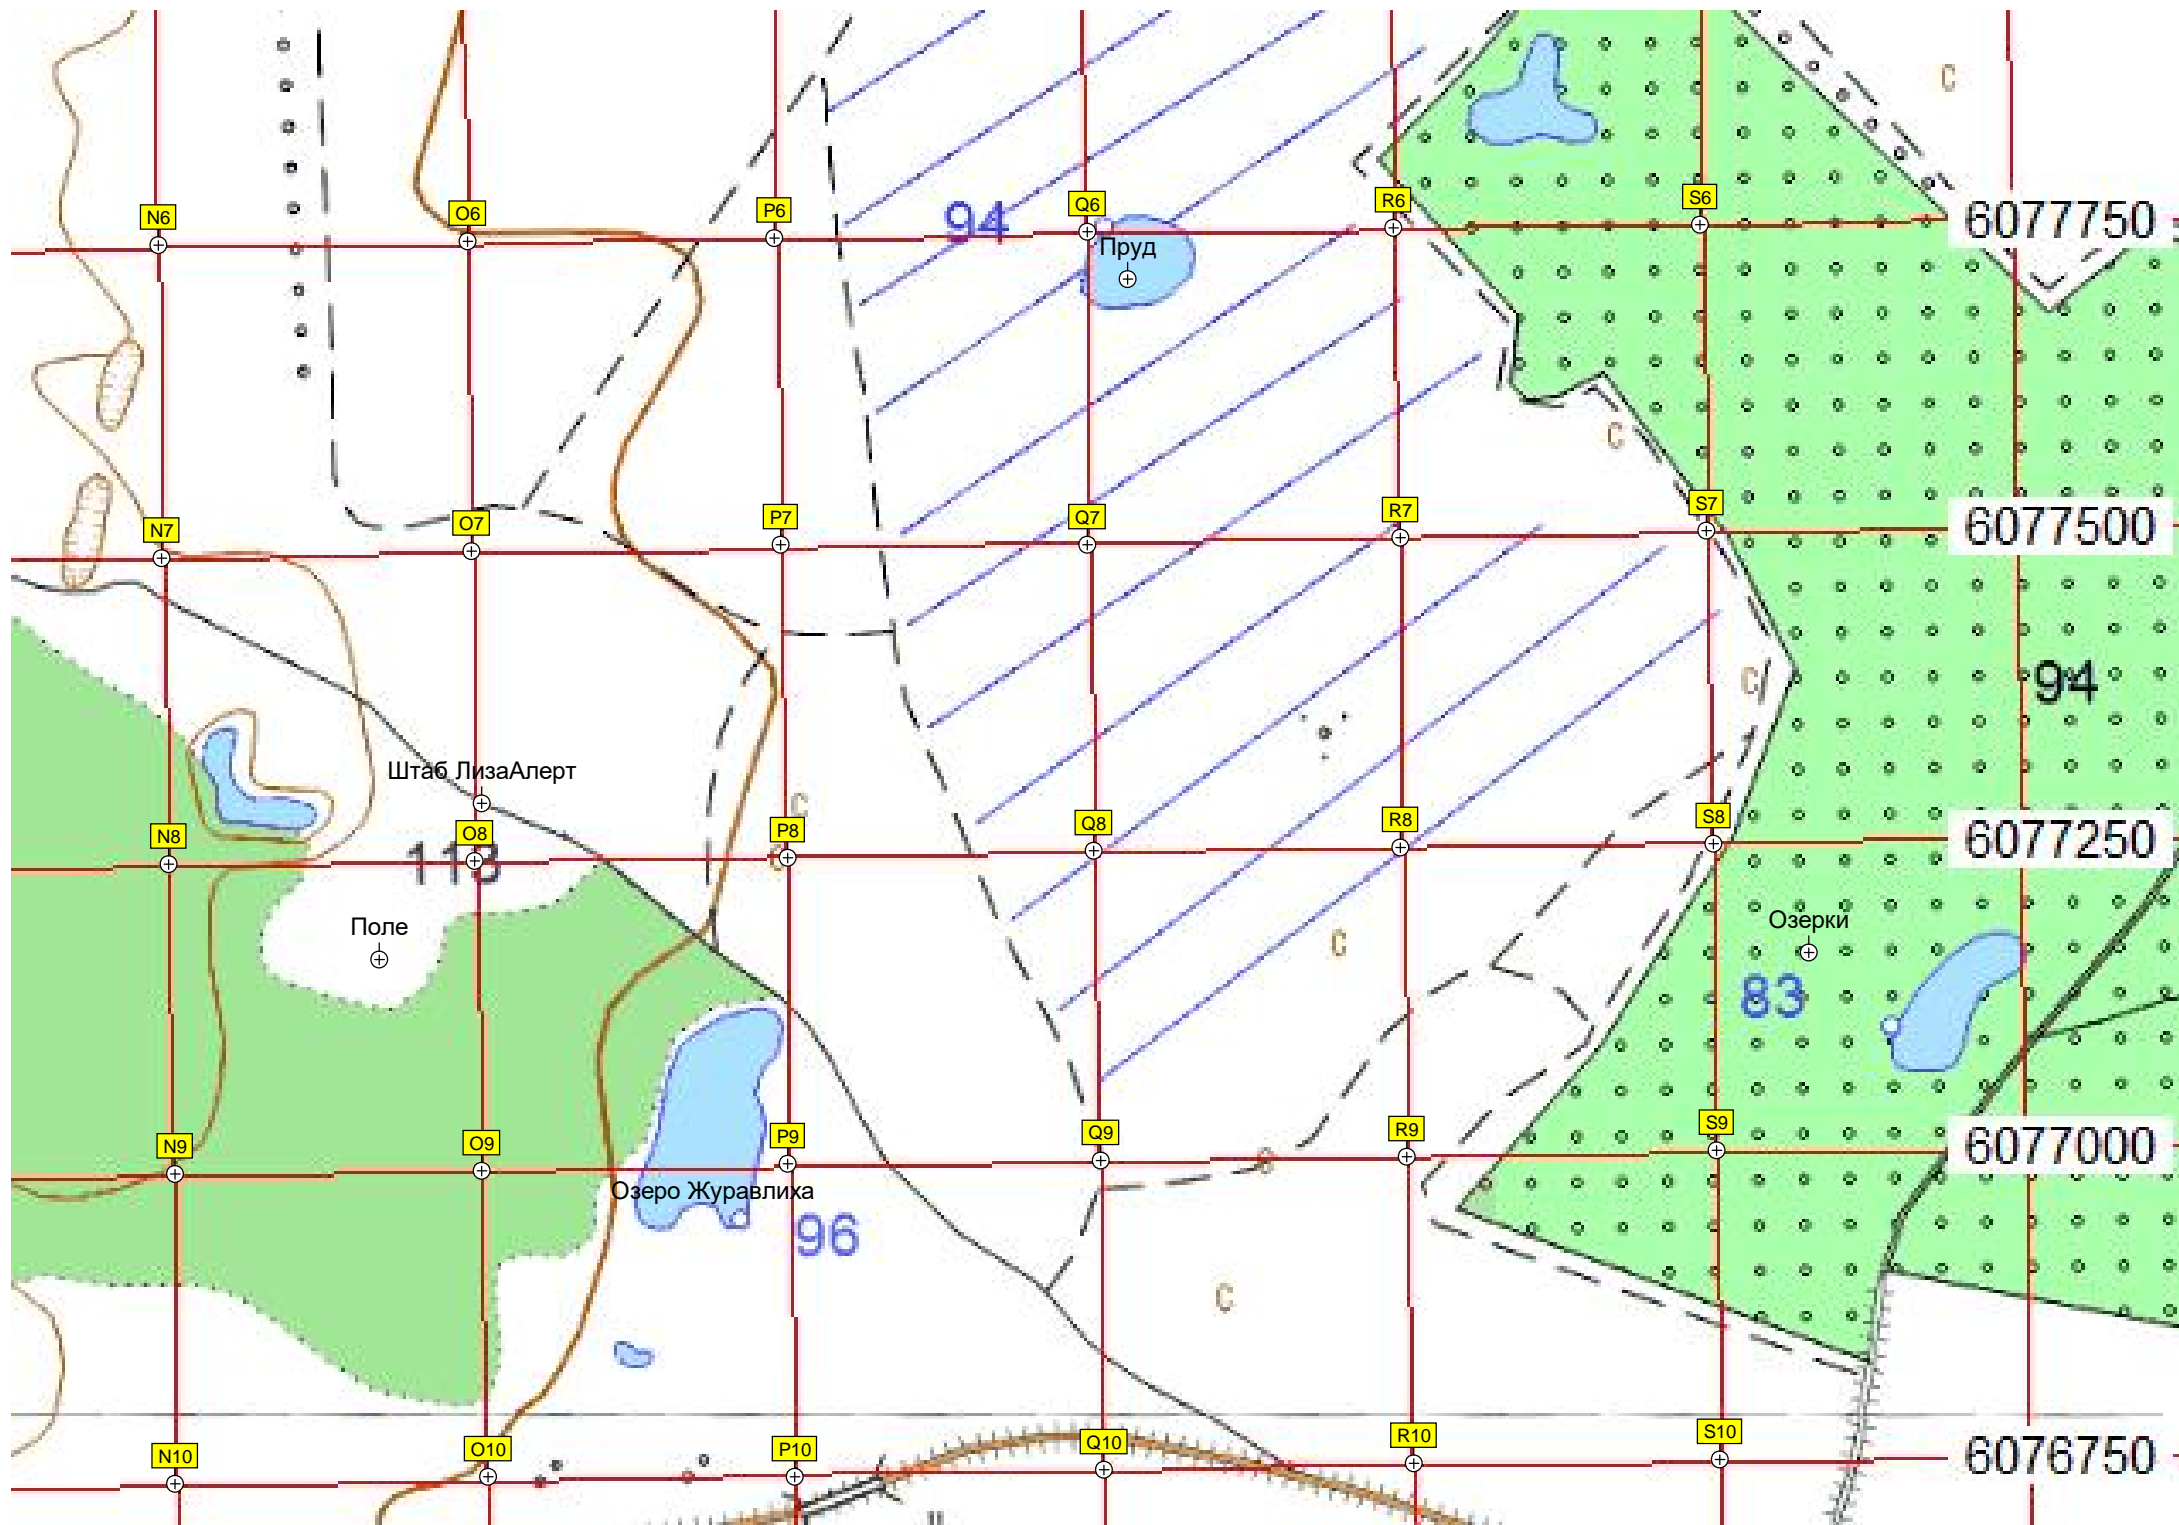 С
N6
O6
P6
Q6
R6
S6
6077750
94
Пруд
С
N7
O7
P7
Q7
R7
S7
6077500
С
94
Штаб ЛизаАлерт
С
N8
O8
P8
Q8
R8
S8
6077250
113
С
Поле
С
Озерки
83
N9
O9
P9
Q9
R9
S9
6077000
С
Озеро Журавлиха
96
С
N10
O10
P10
Q10
R10
S10
6076750